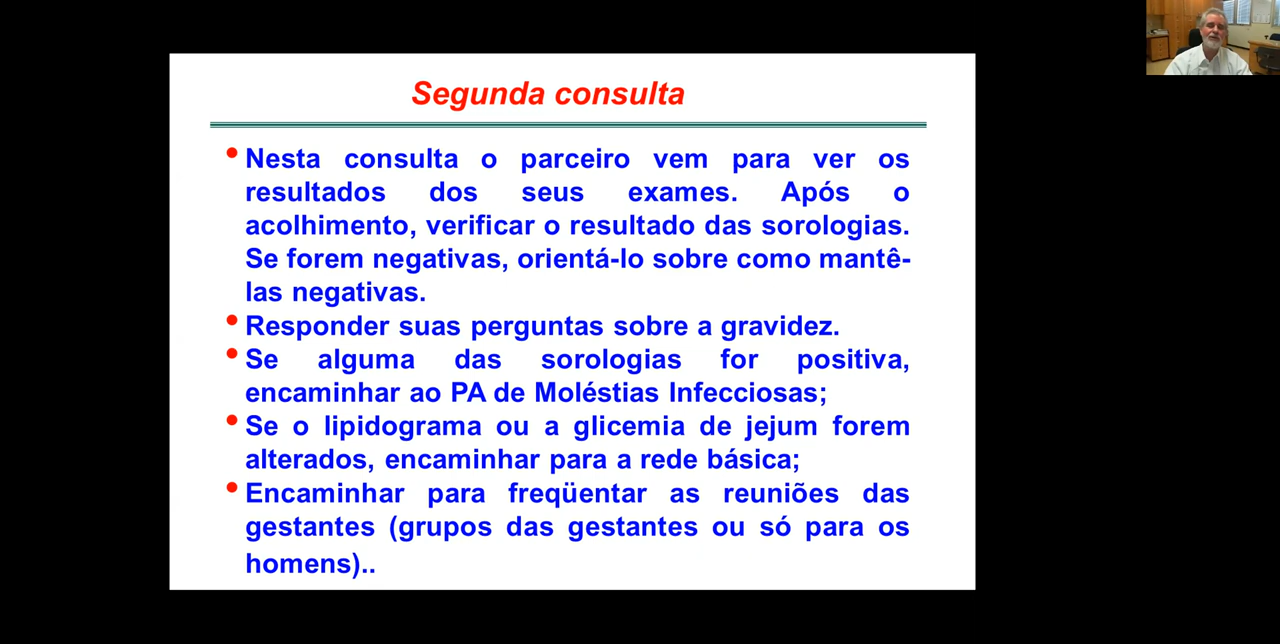 Segunda consulta
• Nesta consulta o parceiro vem para ver os
resultados dos seus exames. Após o
acolhimento, verificar o resultado das sorologias.
Se forem negativas, orientá-lo sobre como mantê-
las negativas.
• Responder suas perguntas sobre a gravidez.
• Se alguma das sorologias for positiva,
encaminhar ao PA de Moléstias Infecciosas;
• Se o lipidograma ou a glicemia de jejum forem
alterados, encaminhar para a rede básica;
• Encaminhar para freqüentar as reuniões das
gestantes (grupos das gestantes ou só para os
homens)..